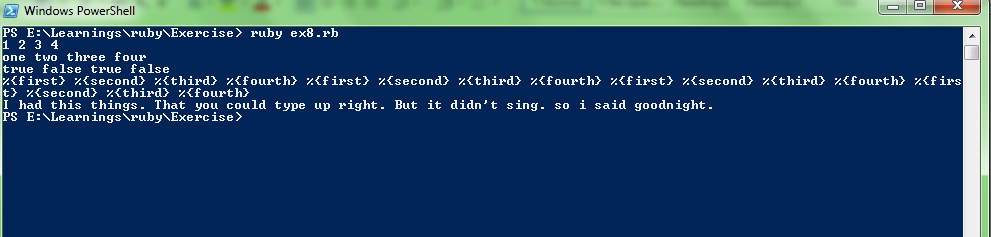 Windows PowerShell
PS E:\Learnings\ruby\Exercise> ruby ex8.rb
1 2 3 4
one two three four
true false true false
%{first} %{second} %{third} %{fourth} %{first} %{second} %{third} %{fourth} %{first} %{second} %{third} %{fourth} %{firs
t} %{second} %{third} %{fourth}
I had this things. That you could type up right. But it didn't sing. so i said goodnight.
PS E:\Learnings\ruby\Exercise>